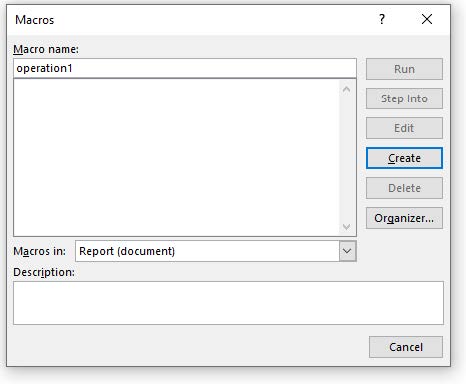 Macros
?
Macro name:
operation1
Run
Step Into
Edit
Create
Delete
Organizer...
Macros in: Report (document)
Description:
Cancel